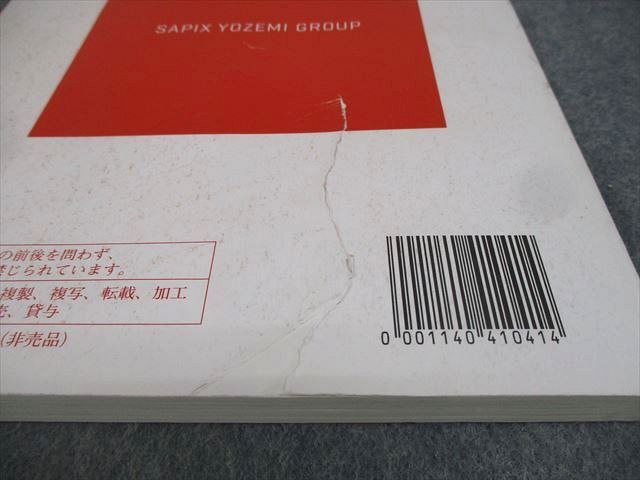 SAPIX YOZEMI GROUP
の前後を問わず、
禁じられています。
複製、複写、転載、加工
売、貸与
(非売品)
0 001140 410414